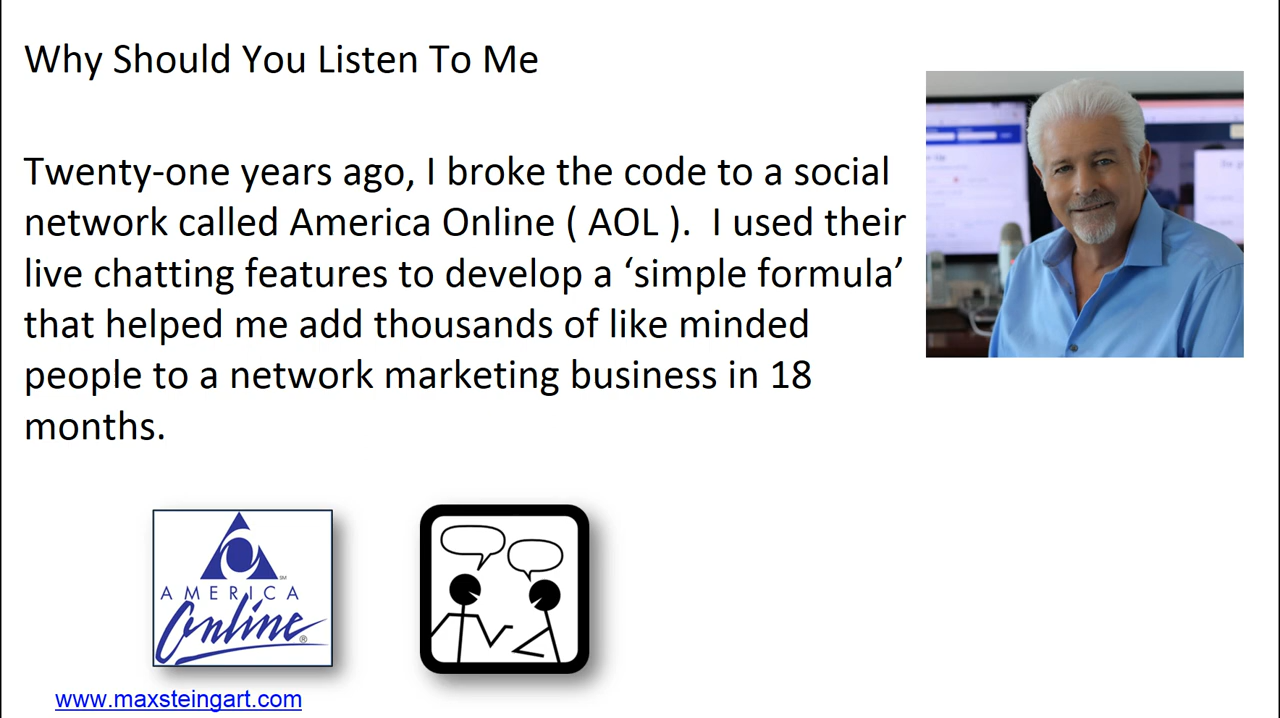 Why Should You Listen To Me
Twenty-one years ago, I broke the code to a social
network called America Online ( AOL ).  I used their
live chatting features to develop a ‘simple formula’
that helped me add thousands of like minded
people to a network marketing business in 18
months.
AMERICA
Online®
www.maxsteingart.com